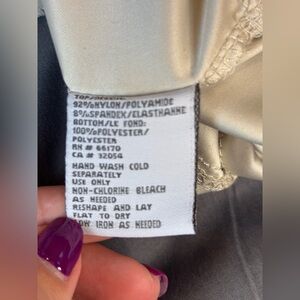 92%NYLON/POLYAMIDE
8%SPANDEX/ELASTHANNE
BOTTOM/LE FOND:
100%POLYESTER/
POLYESTER
RN # 66170
CA # 32054
HAND WASH COLD
SEPARATELY
USE ONLY
NON-CHLORINE BLEACH
AS NEEDED
RESHAPE AND LAY
FLAT TO DRY
LOW IRON AS NEEDED